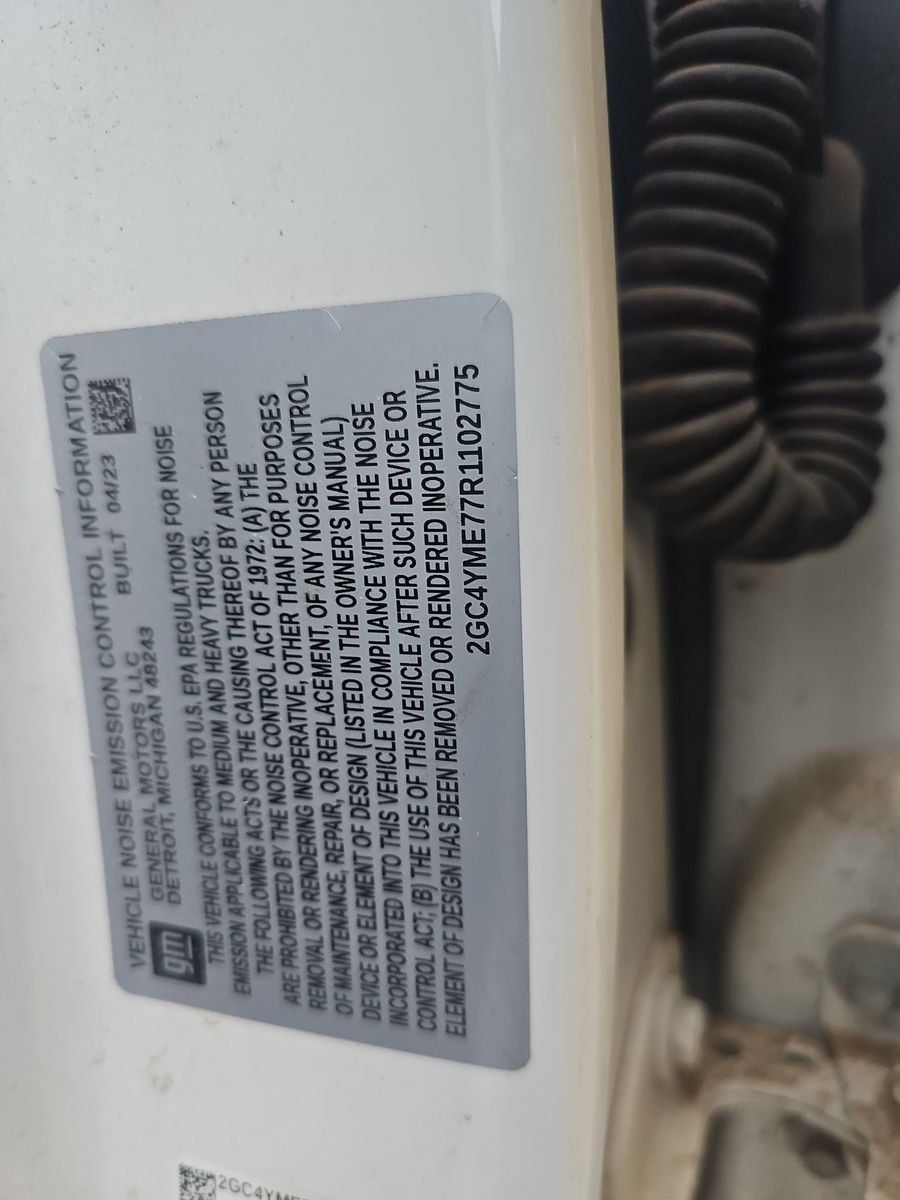 VEHICLE NOISE EMISSION CONTROL INFORMATION
gm
GENERAL MOTORS LLC BUILT 04/23
DETROIT, MICHIGAN 48243
THIS VEHICLE CONFORMS TO U.S. EPA REGULATIONS FOR NOISE
EMISSION APPLICABLE TO MEDIUM AND HEAVY TRUCKS.
THE FOLLOWING ACTS OR THE CAUSING THEREOF BY ANY PERSON
ARE PROHIBITED BY THE NOISE CONTROL ACT OF 1972: (A) THE
REMOVAL OR RENDERING INOPERATIVE, OTHER THAN FOR PURPOSES
OF MAINTENANCE, REPAIR, OR REPLACEMENT, OF ANY NOISE CONTROL
DEVICE OR ELEMENT OF DESIGN (LISTED IN THE OWNER'S MANUAL)
INCORPORATED INTO THIS VEHICLE IN COMPLIANCE WITH THE NOISE
CONTROL ACT; (B) THE USE OF THIS VEHICLE AFTER SUCH DEVICE OR
ELEMENT OF DESIGN HAS BEEN REMOVED OR RENDERED INOPERATIVE.
2GC4YME77R1102775